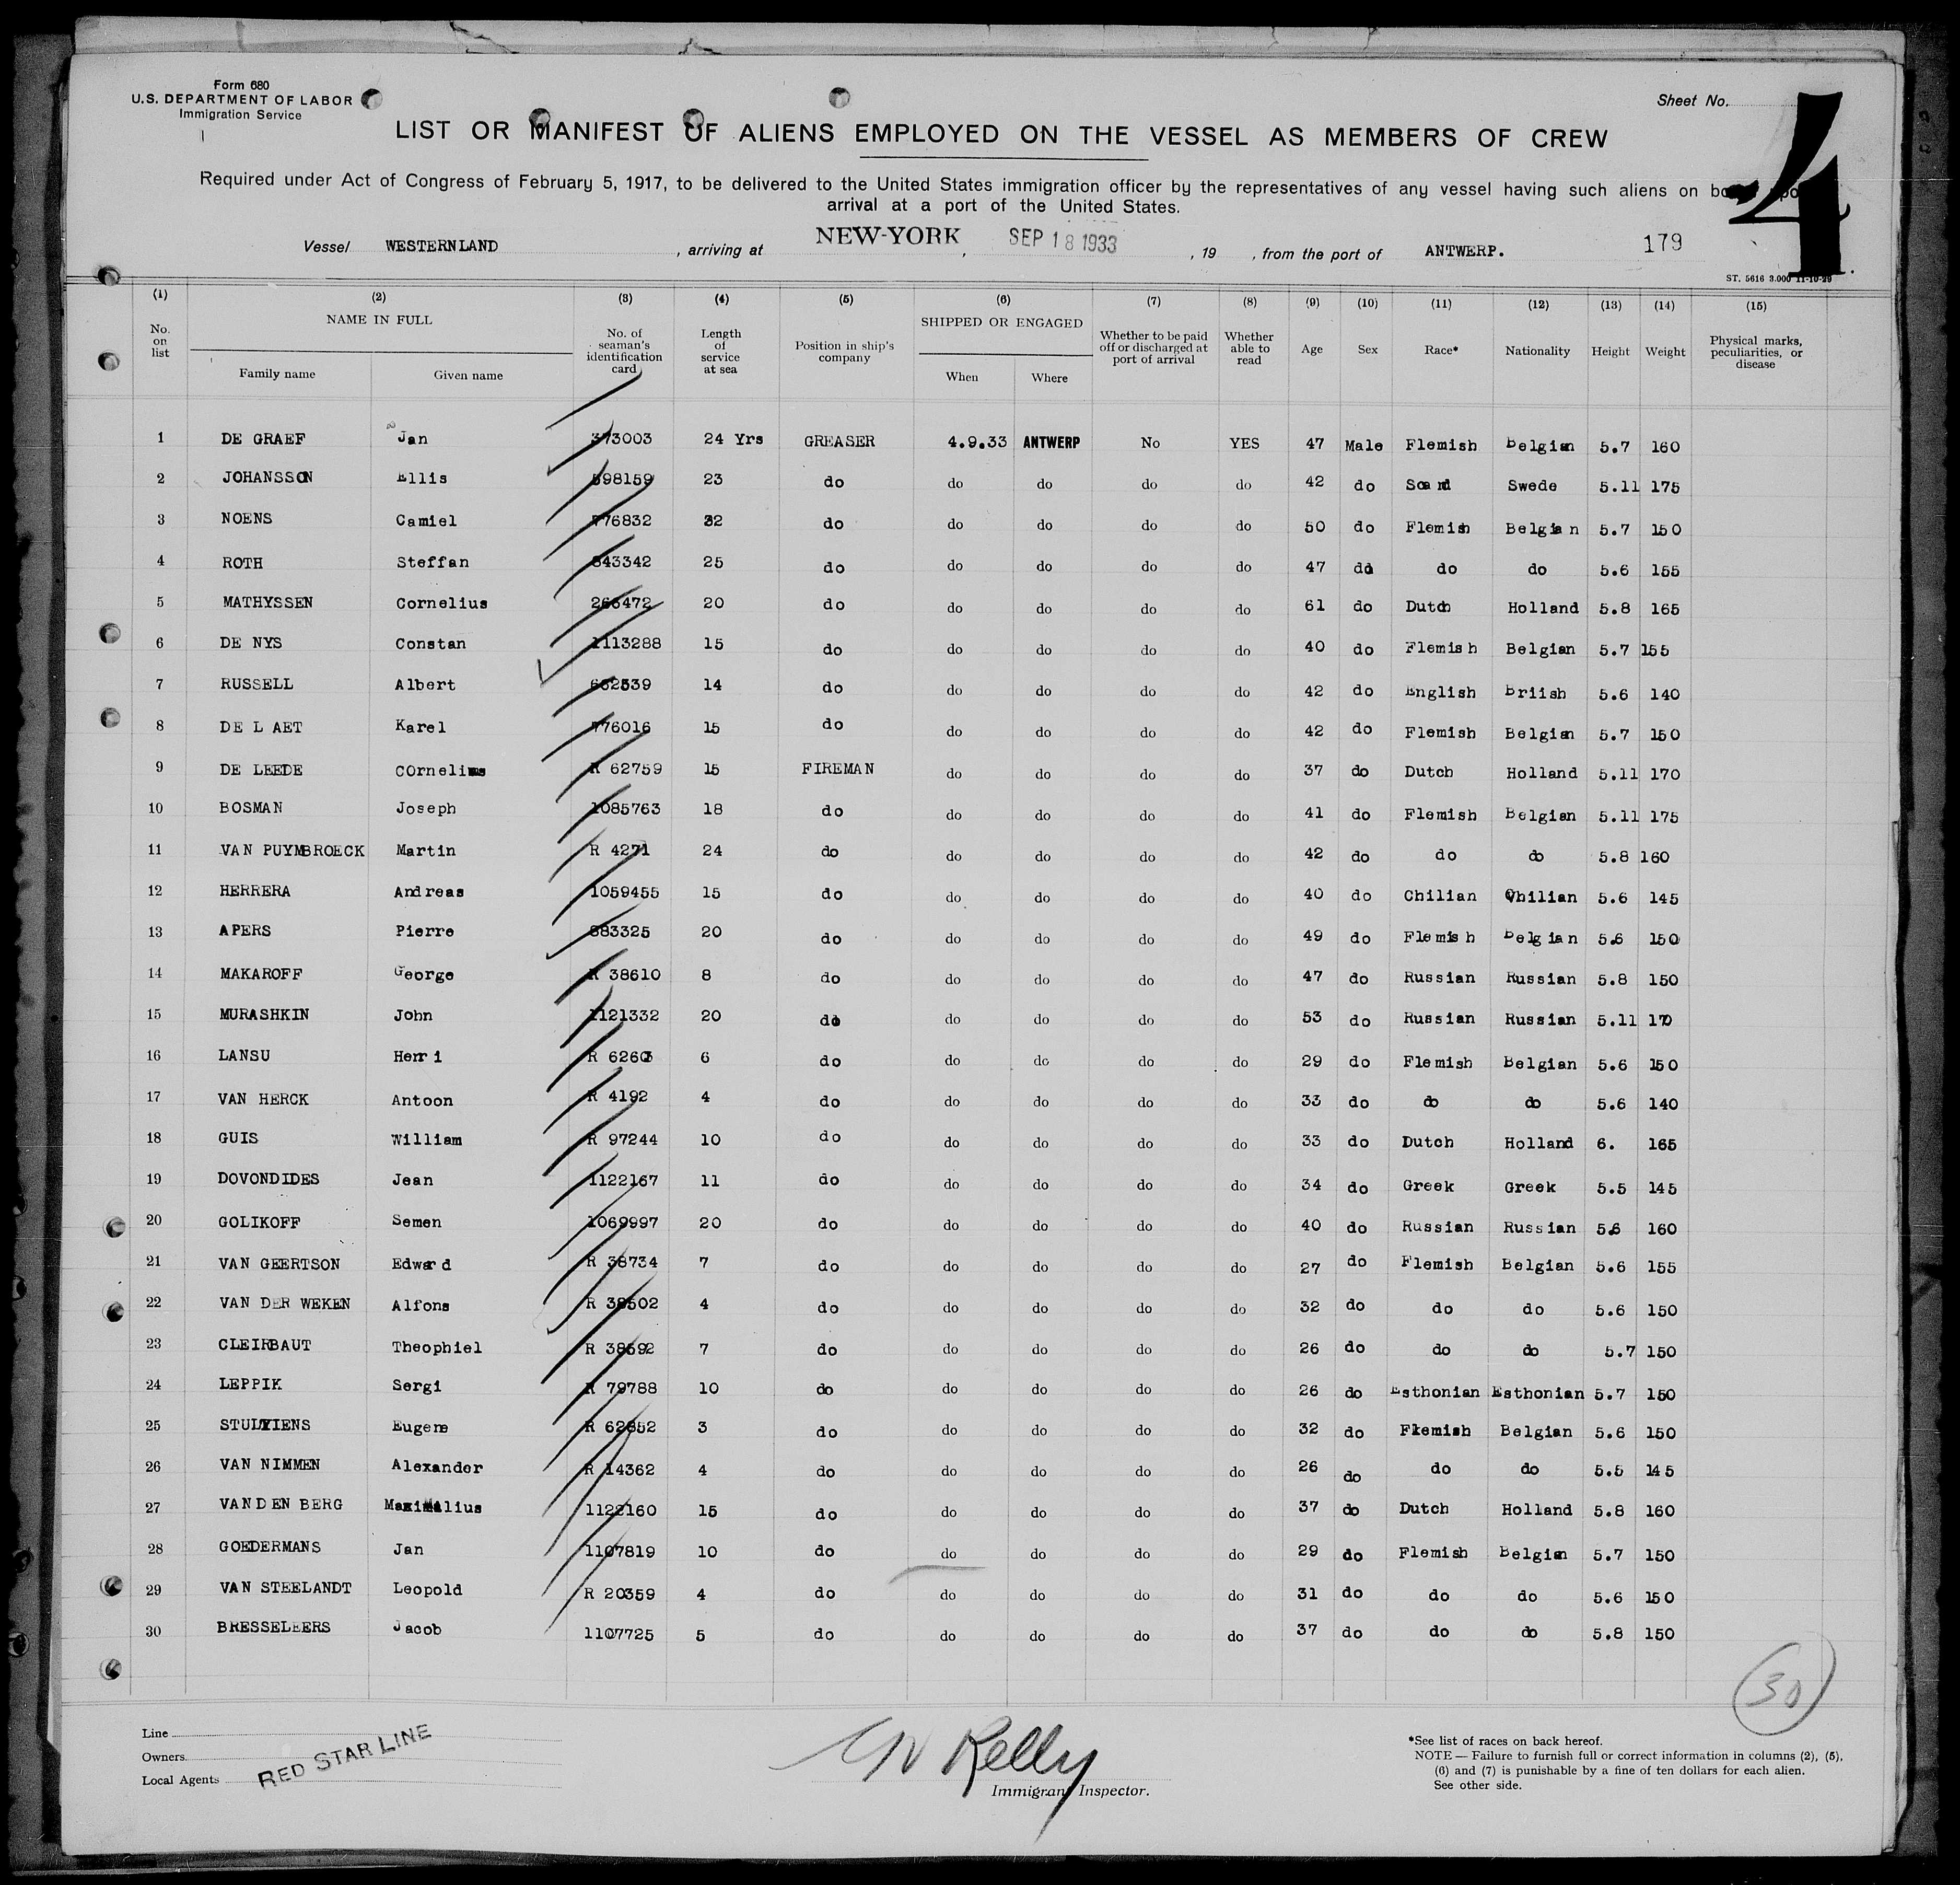 Form 680
U.S. DEPARTMENT OF LABOR
Immigration Service
Sheet No. 4
LIST OR MANIFEST OF ALIENS EMPLOYED ON THE VESSEL AS MEMBERS OF CREW
Required under Act of Congress of February 5, 1917, to be delivered to the United States immigration officer by the representatives of any vessel having such aliens on
arrival at a port of the United States.
Vessel WESTERNLAND, arriving at NEW-YORK, SEP 18 1933, 19 , from the port of ANTWERP. 179
ST. 5616 3.000 11-10-29
(1) (2) (3) (4) (5) (6) (7) (8) (9) (10) (11) (12) (13) (14) (15)
No. on list NAME IN FULL Family name Given name No. of seaman's identification card Length of service at sea Position in ship's company SHIPPED OR ENGAGED When Where Whether to be paid off or discharged at port of arrival Whether able to read Age Sex Race* Nationality Height Weight Physical marks, peculiarities, or disease
1 DE GRAEF Jan 373003 24 Yrs GREASER 4.9.33 ANTWERP No YES 47 Male Flemish Belgian 5.7 160
2 JOHANSSON Ellis 598159 23 do do do do do 42 do Scand Swede 5.11 175
3 NOENS Camiel 776832 32 do do do do do 50 do Flemish Belgian 5.7 150
4 ROTH Steffan 843342 25 do do do do do 47 do do do 5.6 155
5 MATHYSSEN Cornelius 266472 20 do do do do do 61 do Dutch Holland 5.8 165
6 DE NYS Constan 1113288 15 do do do do do 40 do Flemish Belgian 5.7 155
7 RUSSELL Albert 632539 14 do do do do do 42 do English Briish 5.6 140
8 DE L AET Karel 776016 15 do do do do do 42 do Flemish Belgian 5.7 150
9 DE LEEDE COrnelius R 62759 15 FIREMAN do do do do 37 do Dutch Holland 5.11 170
10 BOSMAN Joseph 1085763 18 do do do do do 41 do Flemish Belgian 5.11 175
11 VAN PUYMBROECK Martin R 4271 24 do do do do do 42 do do do 5.8 160
12 HERRERA Andreas 1059455 15 do do do do do 40 do Chilian Chilian 5.6 145
13 APERS Pierre 883325 20 do do do do do 49 do Flemish Belgian 5.6 150
14 MAKAROFF George R 38610 8 do do do do do 47 do Russian Russian 5.8 150
15 MURASHKIN John 1121332 20 do do do do do 53 do Russian Russian 5.11 170
16 LANSU Henri 6 do do do do do 29 do Flemish Belgian 5.6 150
17 VAN HERCK Antoon R 4192 4 do do do do do 33 do do do 5.6 140
18 GUIS William R 97244 10 do do do do do 33 do Dutch Holland 6. 165
19 DOVONDIDES Jean 1122167 11 do do do do do 34 do Greek Greek 5.5 145
20 GOLIKOFF Semen 1069997 20 do do do do do 40 do Russian Russian 5.6 160
21 VAN GEERTSON Edward R 38734 7 do do do do do 27 do Flemish Belgian 5.6 155
22 VAN DER WEKEN Alfons R 38502 4 do do do do do 32 do do do 5.6 150
23 CLEIRBAUT Theophiel R 38592 7 do do do do do 26 do do do 5.7 150
24 LEPPIK Sergi R 79788 10 do do do do do 26 do Esthonian Esthonian 5.7 150
25 Eugene R 62852 3 do do do do do 32 do Flemish Belgian 5.6 150
26 VAN NIMMEN Alexander R 14362 4 do do do do do 26 do do do 5.5 145
27 VANDEN BERG Maximilius 1122160 15 do do do do do 37 do Dutch Holland 5.8 160
28 GOEDERMANS Jan 1107819 10 do do do do do 29 do Flemish Belgian 5.7 150
29 VAN STEELANDT Leopold R 20359 4 do do do do do 31 do do do 5.6 150
30 BRESSELEERS Jacob 1107725 5 do do do do do 37 do do do 5.8 150
30
Line
Owners
Local Agents
RED STAR LINE
Kelly
Immigrant Inspector.
*See list of races on back hereof.
NOTE — Failure to furnish full or correct information in columns (2), (5),
(6) and (7) is punishable by a fine of ten dollars for each alien.
See other side.